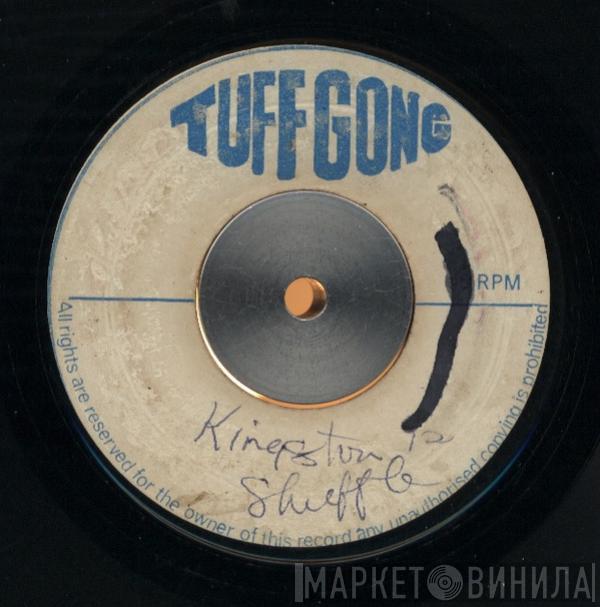 TUFF GONG
RPM
Kingston 12
Shuffle
All rights are reserved for the owner of this record any unauthorised copying is prohibited
МАРКЕТ ВИНИЛА